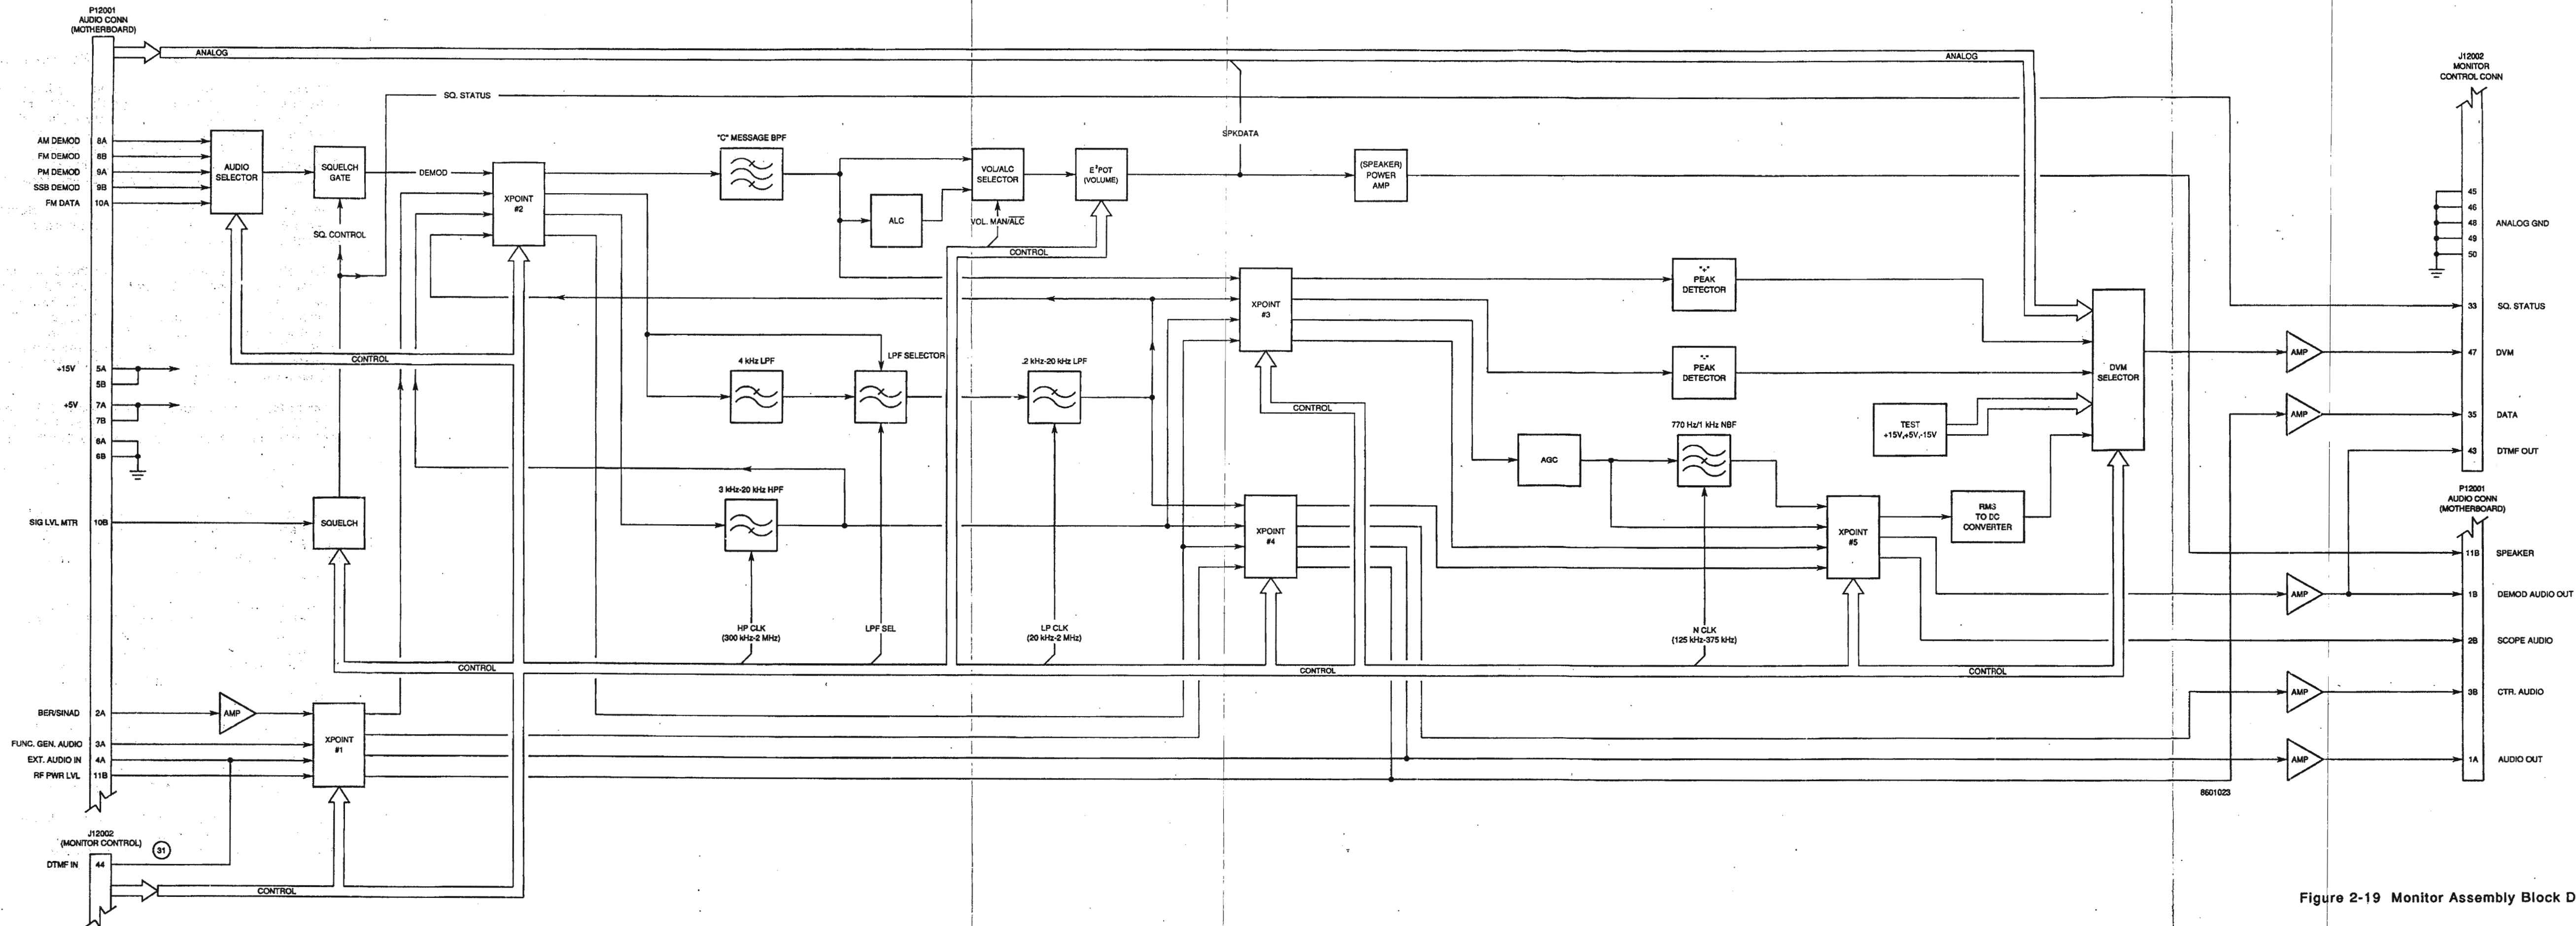 P12001
AUDIO CONN
(MOTHERBOARD)
ANALOG
ANALOG
J12002
MONITOR
CONTROL CONN
SQ. STATUS
AM DEMOD 8A
FM DEMOD 8B
PM DEMOD 9A
SSB DEMOD 9B
FM DATA 10A
AUDIO
SELECTOR
SQUELCH
GATE
DEMOD
SQ. CONTROL
XPOINT
#2
"C" MESSAGE BPF
ALC
VOL/ALC
SELECTOR
VOL. MAN/ALC
E²POT
(VOLUME)
CONTROL
SPKDATA
(SPEAKER)
POWER
AMP
45
46
48 ANALOG GND
49
50
XPOINT
#3
"+"
PEAK
DETECTOR
"-"
PEAK
DETECTOR
33 SQ. STATUS
AMP
47 DVM
DVM
SELECTOR
CONTROL
+15V 5A
5B
+5V 7A
7B
6A
6B
4 kHz LPF
LPF SELECTOR
.2 kHz-20 kHz LPF
CONTROL
TEST
+15V,+5V,-15V
AMP
35 DATA
43 DTMF OUT
AGC
770 Hz/1 kHz NBF
P12001
AUDIO CONN
(MOTHERBOARD)
3 kHz-20 kHz HPF
SIG LVL MTR 10B
SQUELCH
XPOINT
#4
XPOINT
#5
RMS
TO DC
CONVERTER
11B SPEAKER
AMP
1B DEMOD AUDIO OUT
HP CLK
(300 kHz-2 MHz)
LPF SEL
LP CLK
(20 kHz-2 MHz)
N CLK
(125 kHz-375 kHz)
2B SCOPE AUDIO
CONTROL
CONTROL
CONTROL
BER/SINAD 2A
AMP
AMP
3B CTR. AUDIO
FUNC. GEN. AUDIO 3A
EXT. AUDIO IN 4A
RF PWR LVL 11B
XPOINT
#1
AMP
1A AUDIO OUT
8601023
J12002
(MONITOR CONTROL)
31
DTMF IN 44
CONTROL
Figure 2-19 Monitor Assembly Block D